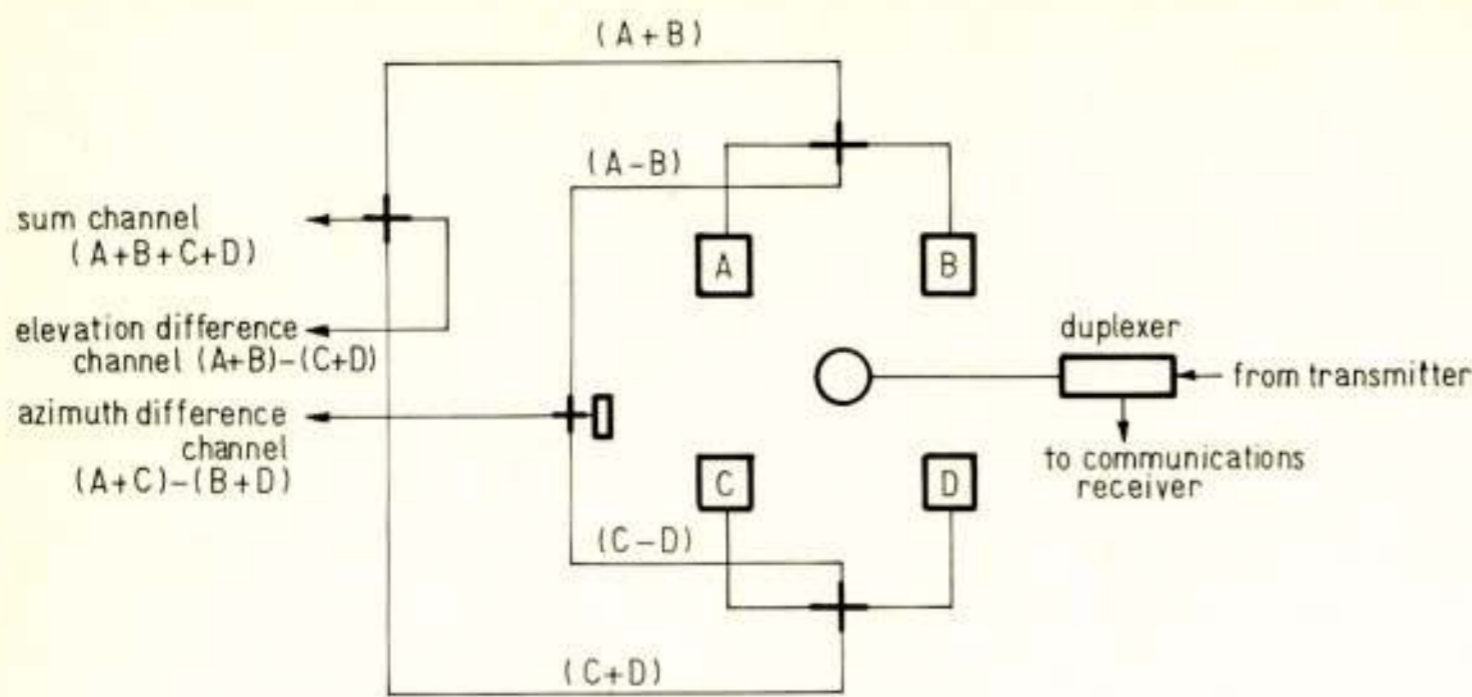 (A+B)
(A-B)
sum channel
(A+B+C+D)
A
B
elevation difference
channel (A+B)-(C+D)
duplexer
from transmitter
azimuth difference
channel
(A+C)-(B+D)
to communications
receiver
C
D
(C-D)
(C+D)